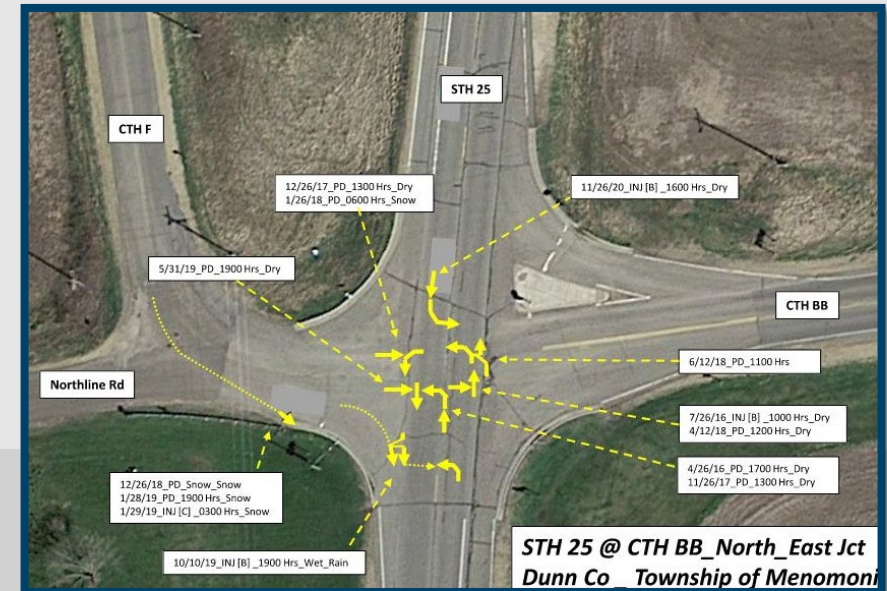 STH 25
CTH F
12/26/17_PD_1300 Hrs_Dry
1/26/18_PD_0600 Hrs_Snow
11/26/20_INJ [B] _1600 Hrs_Dry
5/31/19_PD_1900 Hrs_Dry
CTH BB
6/12/18_PD_1100 Hrs
Northline Rd
7/26/16_INJ [B] _1000 Hrs_Dry
4/12/18_PD_1200 Hrs_Dry
4/26/16_PD_1700 Hrs_Dry
11/26/17_PD_1300 Hrs_Dry
12/26/18_PD_Snow_Snow
1/28/19_PD_1900 Hrs_Snow
1/29/19_INJ [C] _0300 Hrs_Snow
10/10/19_INJ [B] _1900 Hrs_Wet_Rain
STH 25 @ CTH BB_North_East Jct
Dunn Co _ Township of Menomoni